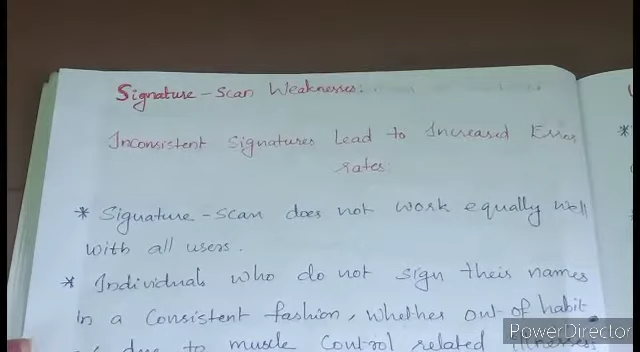 Signature - Scan Weaknesses:
Inconsistent Signatures Lead to Increased Error
rates
* Signature - Scan does not work equally well
with all users.
* Individuals who do not sign their names
in a consistent fashion, whether out of habit
due to muscle control related illnesses
PowerDirector